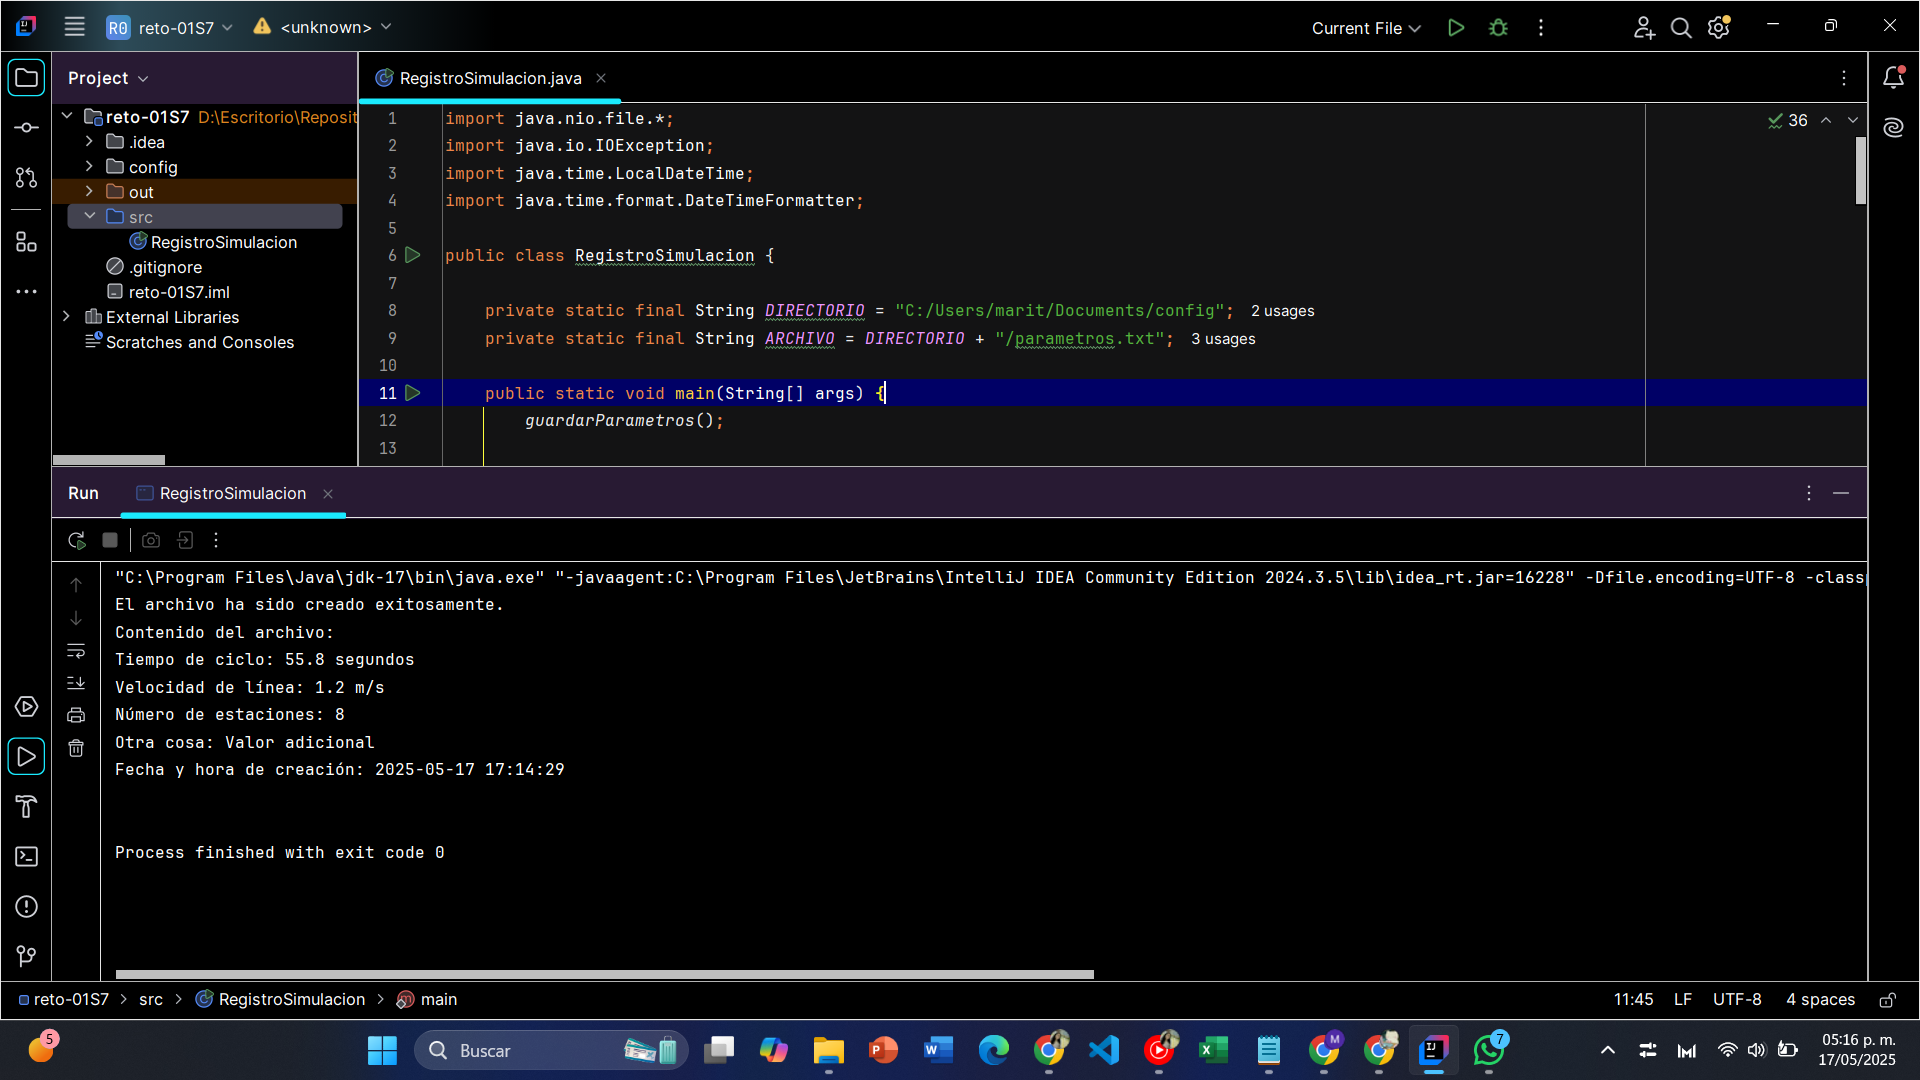 R0 reto-01S7 <unknown> Current File
Project
RegistroSimulacion.java
reto-01S7 D:\Escritorio\Reposit
.idea
config
out
src
RegistroSimulacion
.gitignore
reto-01S7.iml
External Libraries
Scratches and Consoles
36
1 import java.nio.file.*;
2 import java.io.IOException;
3 import java.time.LocalDateTime;
4 import java.time.format.DateTimeFormatter;
5
6 public class RegistroSimulacion {
7
8 private static final String DIRECTORIO = "C:/Users/marit/Documents/config"; 2 usages
9 private static final String ARCHIVO = DIRECTORIO + "/parametros.txt"; 3 usages
10
11 public static void main(String[] args) {
12 guardarParametros();
13
Run RegistroSimulacion
"C:\Program Files\Java\jdk-17\bin\java.exe" "-javaagent:C:\Program Files\JetBrains\IntelliJ IDEA Community Edition 2024.3.5\lib\idea_rt.jar=16228" -Dfile.encoding=UTF-8 -class
El archivo ha sido creado exitosamente.
Contenido del archivo:
Tiempo de ciclo: 55.8 segundos
Velocidad de línea: 1.2 m/s
Número de estaciones: 8
Otra cosa: Valor adicional
Fecha y hora de creación: 2025-05-17 17:14:29
Process finished with exit code 0
reto-01S7 > src > RegistroSimulacion > main 11:45 LF UTF-8 4 spaces
5 Buscar M 7 05:16 p. m.
17/05/2025